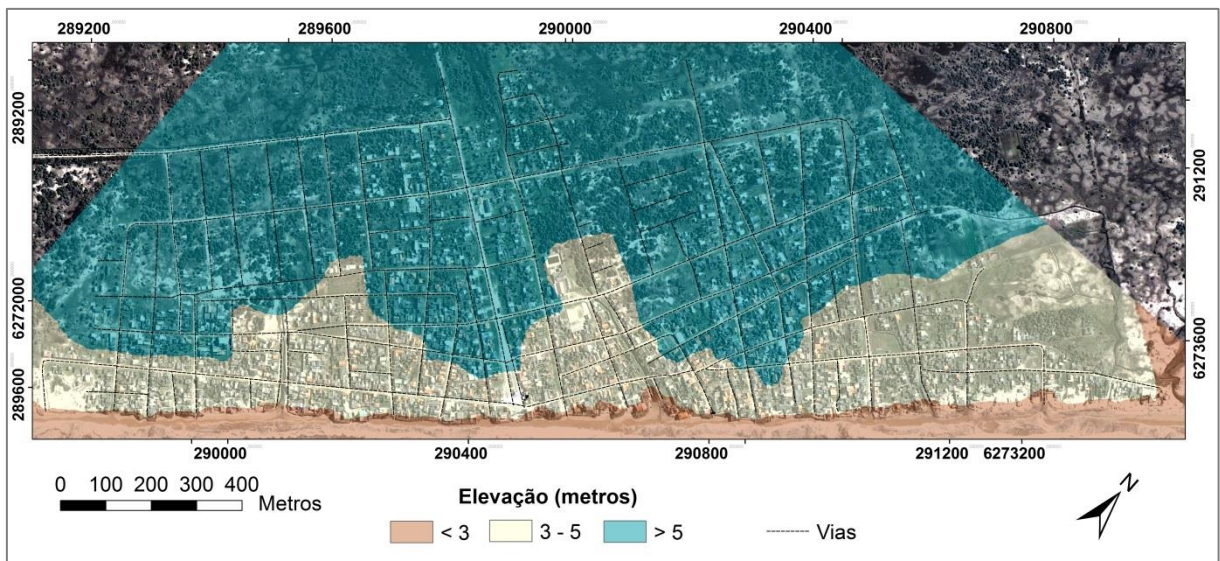 289200 289600 290000 290400 290800
289200
291200
6272000
6273600
289600
290000 290400 290800 291200 6273200
0 100 200 300 400 Metros
Elevação (metros)
< 3 3 - 5 > 5 Vias
N